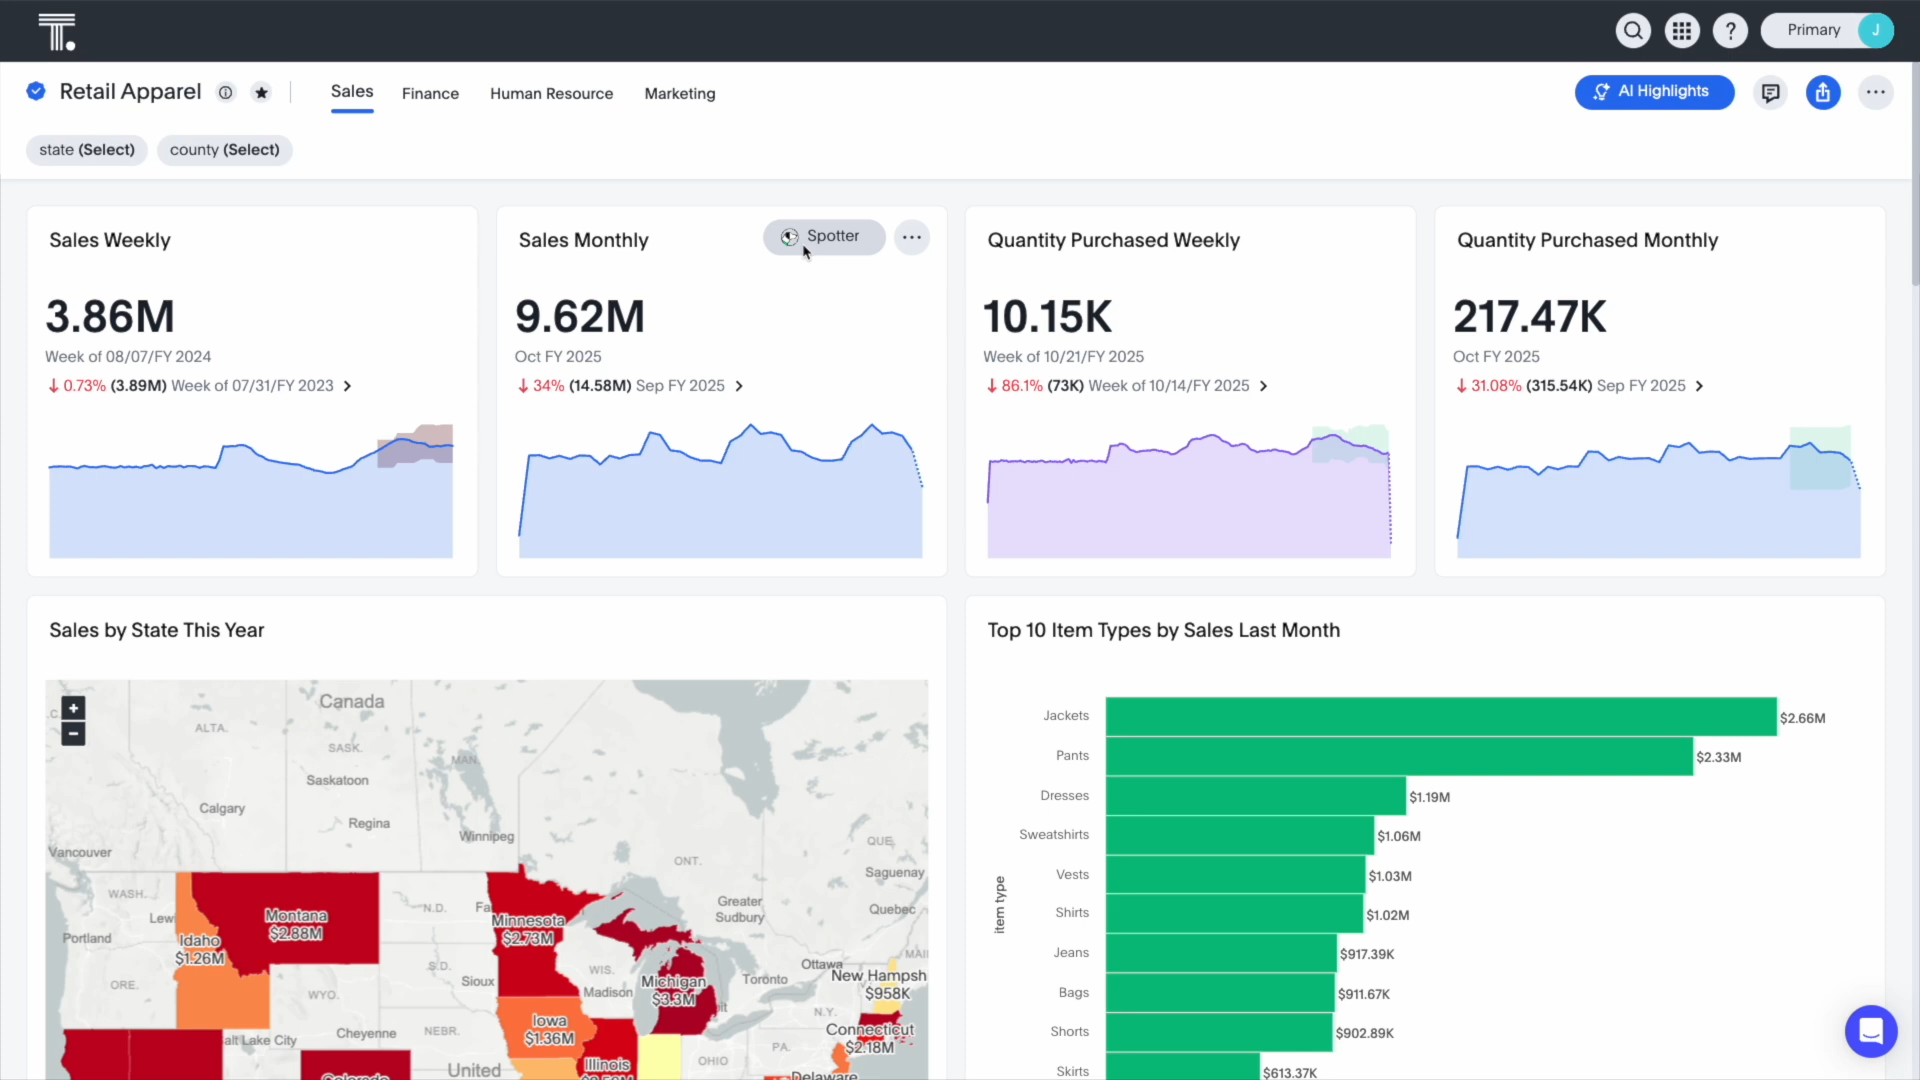 T.
Primary
J
Retail Apparel
Sales
Finance
Human Resource
Marketing
AI Highlights
state (Select)
county (Select)
Sales Weekly
3.86M
Week of 08/07/FY 2024
↓ 0.73% (3.89M) Week of 07/31/FY 2023 >
Sales Monthly
Spotter
9.62M
Oct FY 2025
↓ 34% (14.58M) Sep FY 2025 >
Quantity Purchased Weekly
10.15K
Week of 10/21/FY 2025
↓ 86.1% (73K) Week of 10/14/FY 2025 >
Quantity Purchased Monthly
217.47K
Oct FY 2025
↓ 31.08% (315.54K) Sep FY 2025 >
Sales by State This Year
+
−
Canada
ALTA.
SASK.
MAN.
Saskatoon
Calgary
Regina
Winnipeg
Vancouver
ONT.
QUE.
Saguenay
WASH.
Lew
N.D.
Fa
Greater
Sudbury
Quebec
Montana
$2.88M
Minnesota
$2.73M
Portland
Idaho
$1.26M
S.D.
Sioux
WIS.
Madison
Michigan
$3.3M
Toronto
Ottawa
MAI
New Hampsh
$958K
ORE.
WYO.
it
N.Y.
Iowa
$1.36M
Connecticut
$2.18M
alt Lake City
Cheyenne
NEBR.
United
Illinois
OHIO
PA.
Colorado
Delaware
Top 10 Item Types by Sales Last Month
item type
Jackets $2.66M
Pants $2.33M
Dresses $1.19M
Sweatshirts $1.06M
Vests $1.03M
Shirts $1.02M
Jeans $917.39K
Bags $911.67K
Shorts $902.89K
Skirts $613.37K